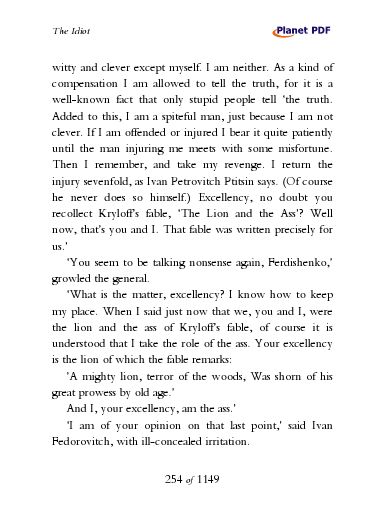 The Idiot
Planet PDF
witty and clever except myself. I am neither. As a kind of
compensation I am allowed to tell the truth, for it is a
well-known fact that only stupid people tell 'the truth.
Added to this, I am a spiteful man, just because I am not
clever. If I am offended or injured I bear it quite patiently
until the man injuring me meets with some misfortune.
Then I remember, and take my revenge. I return the
injury sevenfold, as Ivan Petrovitch Ptitsin says. (Of course
he never does so himself.) Excellency, no doubt you
recollect Kryloff's fable, 'The Lion and the Ass'? Well
now, that's you and I. That fable was written precisely for
us.'
'You seem to be talking nonsense again, Ferdishenko,'
growled the general.
'What is the matter, excellency? I know how to keep
my place. When I said just now that we, you and I, were
the lion and the ass of Kryloff's fable, of course it is
understood that I take the role of the ass. Your excellency
is the lion of which the fable remarks:
'A mighty lion, terror of the woods, Was shorn of his
great prowess by old age.'
And I, your excellency, am the ass.'
'I am of your opinion on that last point,' said Ivan
Fedorovitch, with ill-concealed irritation.
254 of 1149